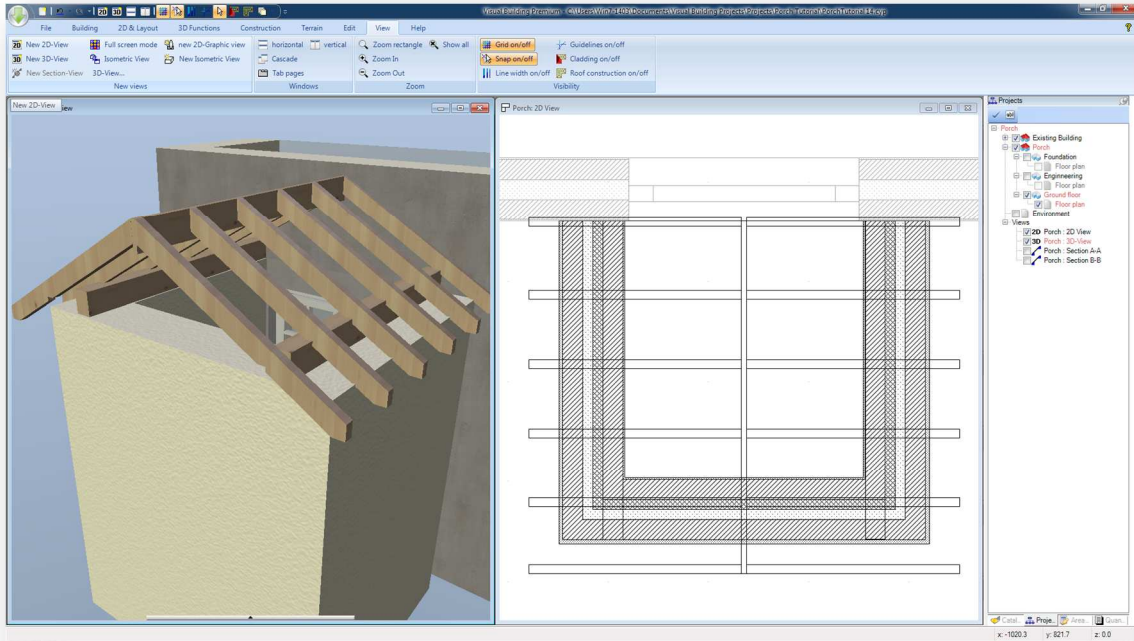 Visual Building Premium - C:\Users\Win7-1403\Documents\Visual Building Projects\Projects\Porch Tutorial\PorchTutorial14.cyp
File Building 2D & Layout 3D Functions Construction Terrain Edit View Help
2D New 2D-View Full screen mode new 2D-Graphic view horizontal vertical Zoom rectangle Show all Grid on/off Guidelines on/off
3D New 3D-View Isometric View New Isometric View Cascade Zoom In Snap on/off Cladding on/off
New Section-View 3D-View... Tab pages Zoom Out Line width on/off Roof construction on/off
New views Windows Zoom Visibility
New 2D-View iew
Porch: 2D View
Projects
Porch
Existing Building
Porch
Foundation
Floor plan
Engineering
Floor plan
Ground floor
Floor plan
Environment
Views
2D Porch : 2D View
3D Porch : 3D-View
Porch : Section A-A
Porch : Section B-B
Catal.. Proje.. Area.. Quan..
x: -1020.3 y: 821.7 z: 0.0